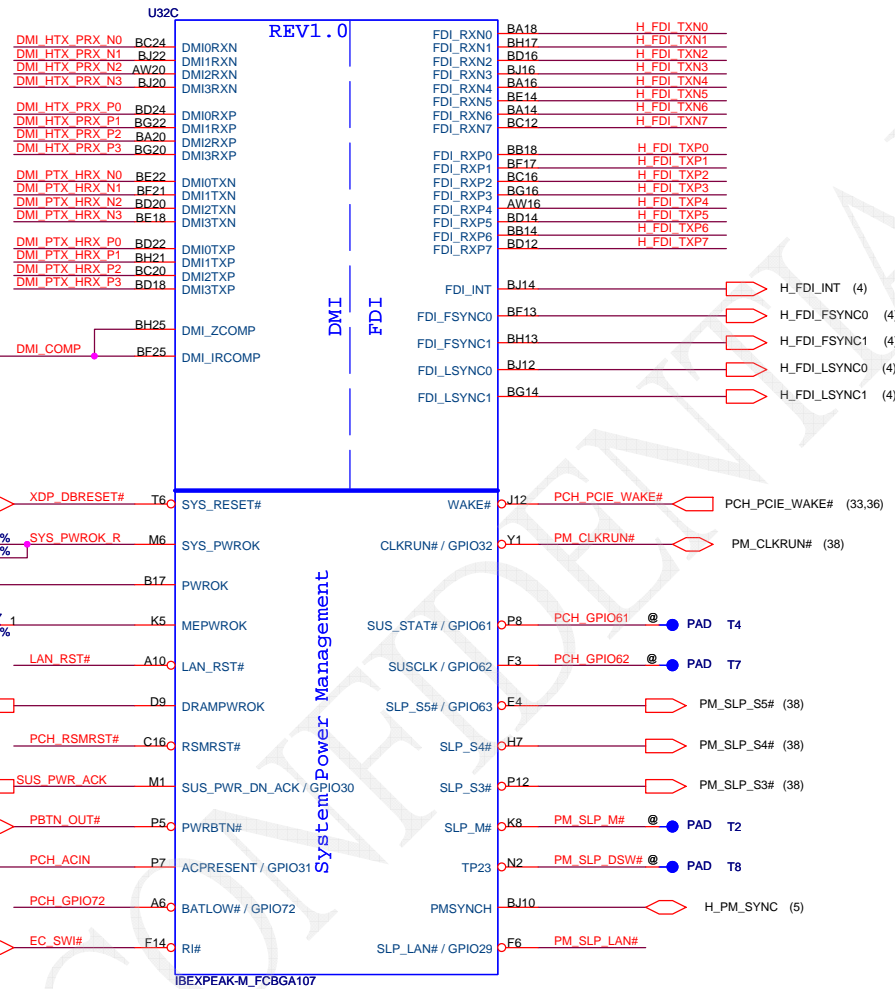 U32C
REV1.0
DMI_HTX_PRX_N0 BC24 DMI0RXN
DMI_HTX_PRX_N1 BJ22 DMI1RXN
DMI_HTX_PRX_N2 AW20 DMI2RXN
DMI_HTX_PRX_N3 BJ20 DMI3RXN
DMI_HTX_PRX_P0 BD24 DMI0RXP
DMI_HTX_PRX_P1 BG22 DMI1RXP
DMI_HTX_PRX_P2 BA20 DMI2RXP
DMI_HTX_PRX_P3 BG20 DMI3RXP
DMI_PTX_HRX_N0 BE22 DMI0TXN
DMI_PTX_HRX_N1 BF21 DMI1TXN
DMI_PTX_HRX_N2 BD20 DMI2TXN
DMI_PTX_HRX_N3 BE18 DMI3TXN
DMI_PTX_HRX_P0 BD22 DMI0TXP
DMI_PTX_HRX_P1 BH21 DMI1TXP
DMI_PTX_HRX_P2 BC20 DMI2TXP
DMI_PTX_HRX_P3 BD18 DMI3TXP
BH25 DMI_ZCOMP
DMI_COMP BF25 DMI_IRCOMP
DMI
FDI
FDI_RXN0 BA18 H_FDI_TXN0
FDI_RXN1 BH17 H_FDI_TXN1
FDI_RXN2 BD16 H_FDI_TXN2
FDI_RXN3 BJ16 H_FDI_TXN3
FDI_RXN4 BA16 H_FDI_TXN4
FDI_RXN5 BE14 H_FDI_TXN5
FDI_RXN6 BA14 H_FDI_TXN6
FDI_RXN7 BC12 H_FDI_TXN7
FDI_RXP0 BB18 H_FDI_TXP0
FDI_RXP1 BF17 H_FDI_TXP1
FDI_RXP2 BC16 H_FDI_TXP2
FDI_RXP3 BG16 H_FDI_TXP3
FDI_RXP4 AW16 H_FDI_TXP4
FDI_RXP5 BD14 H_FDI_TXP5
FDI_RXP6 BB14 H_FDI_TXP6
FDI_RXP7 BD12 H_FDI_TXP7
FDI_INT BJ14 H_FDI_INT (4)
FDI_FSYNC0 BF13 H_FDI_FSYNC0 (4)
FDI_FSYNC1 BH13 H_FDI_FSYNC1 (4)
FDI_LSYNC0 BJ12 H_FDI_LSYNC0 (4)
FDI_LSYNC1 BG14 H_FDI_LSYNC1 (4)
XDP_DBRESET# T6 SYS_RESET#
% SYS_PWROK_R M6 SYS_PWROK
%
B17 PWROK
1 K5 MEPWROK
%
LAN_RST# A10 LAN_RST#
D9 DRAMPWROK
PCH_RSMRST# C16 RSMRST#
SUS_PWR_ACK M1 SUS_PWR_DN_ACK / GPIO30
PBTN_OUT# P5 PWRBTN#
PCH_ACIN P7 ACPRESENT / GPIO31
PCH_GPIO72 A6 BATLOW# / GPIO72
EC_SWI# F14 RI#
System Power Management
WAKE# J12 PCH_PCIE_WAKE# PCH_PCIE_WAKE# (33,36)
CLKRUN# / GPIO32 Y1 PM_CLKRUN# PM_CLKRUN# (38)
SUS_STAT# / GPIO61 P8 PCH_GPIO61 @ PAD T4
SUSCLK / GPIO62 F3 PCH_GPIO62 @ PAD T7
SLP_S5# / GPIO63 E4 PM_SLP_S5# (38)
SLP_S4# H7 PM_SLP_S4# (38)
SLP_S3# P12 PM_SLP_S3# (38)
SLP_M# K8 PM_SLP_M# @ PAD T2
TP23 N2 PM_SLP_DSW# @ PAD T8
PMSYNCH BJ10 H_PM_SYNC (5)
SLP_LAN# / GPIO29 F6 PM_SLP_LAN#
IBEXPEAK-M_FCBGA107
CONFIDENTIA